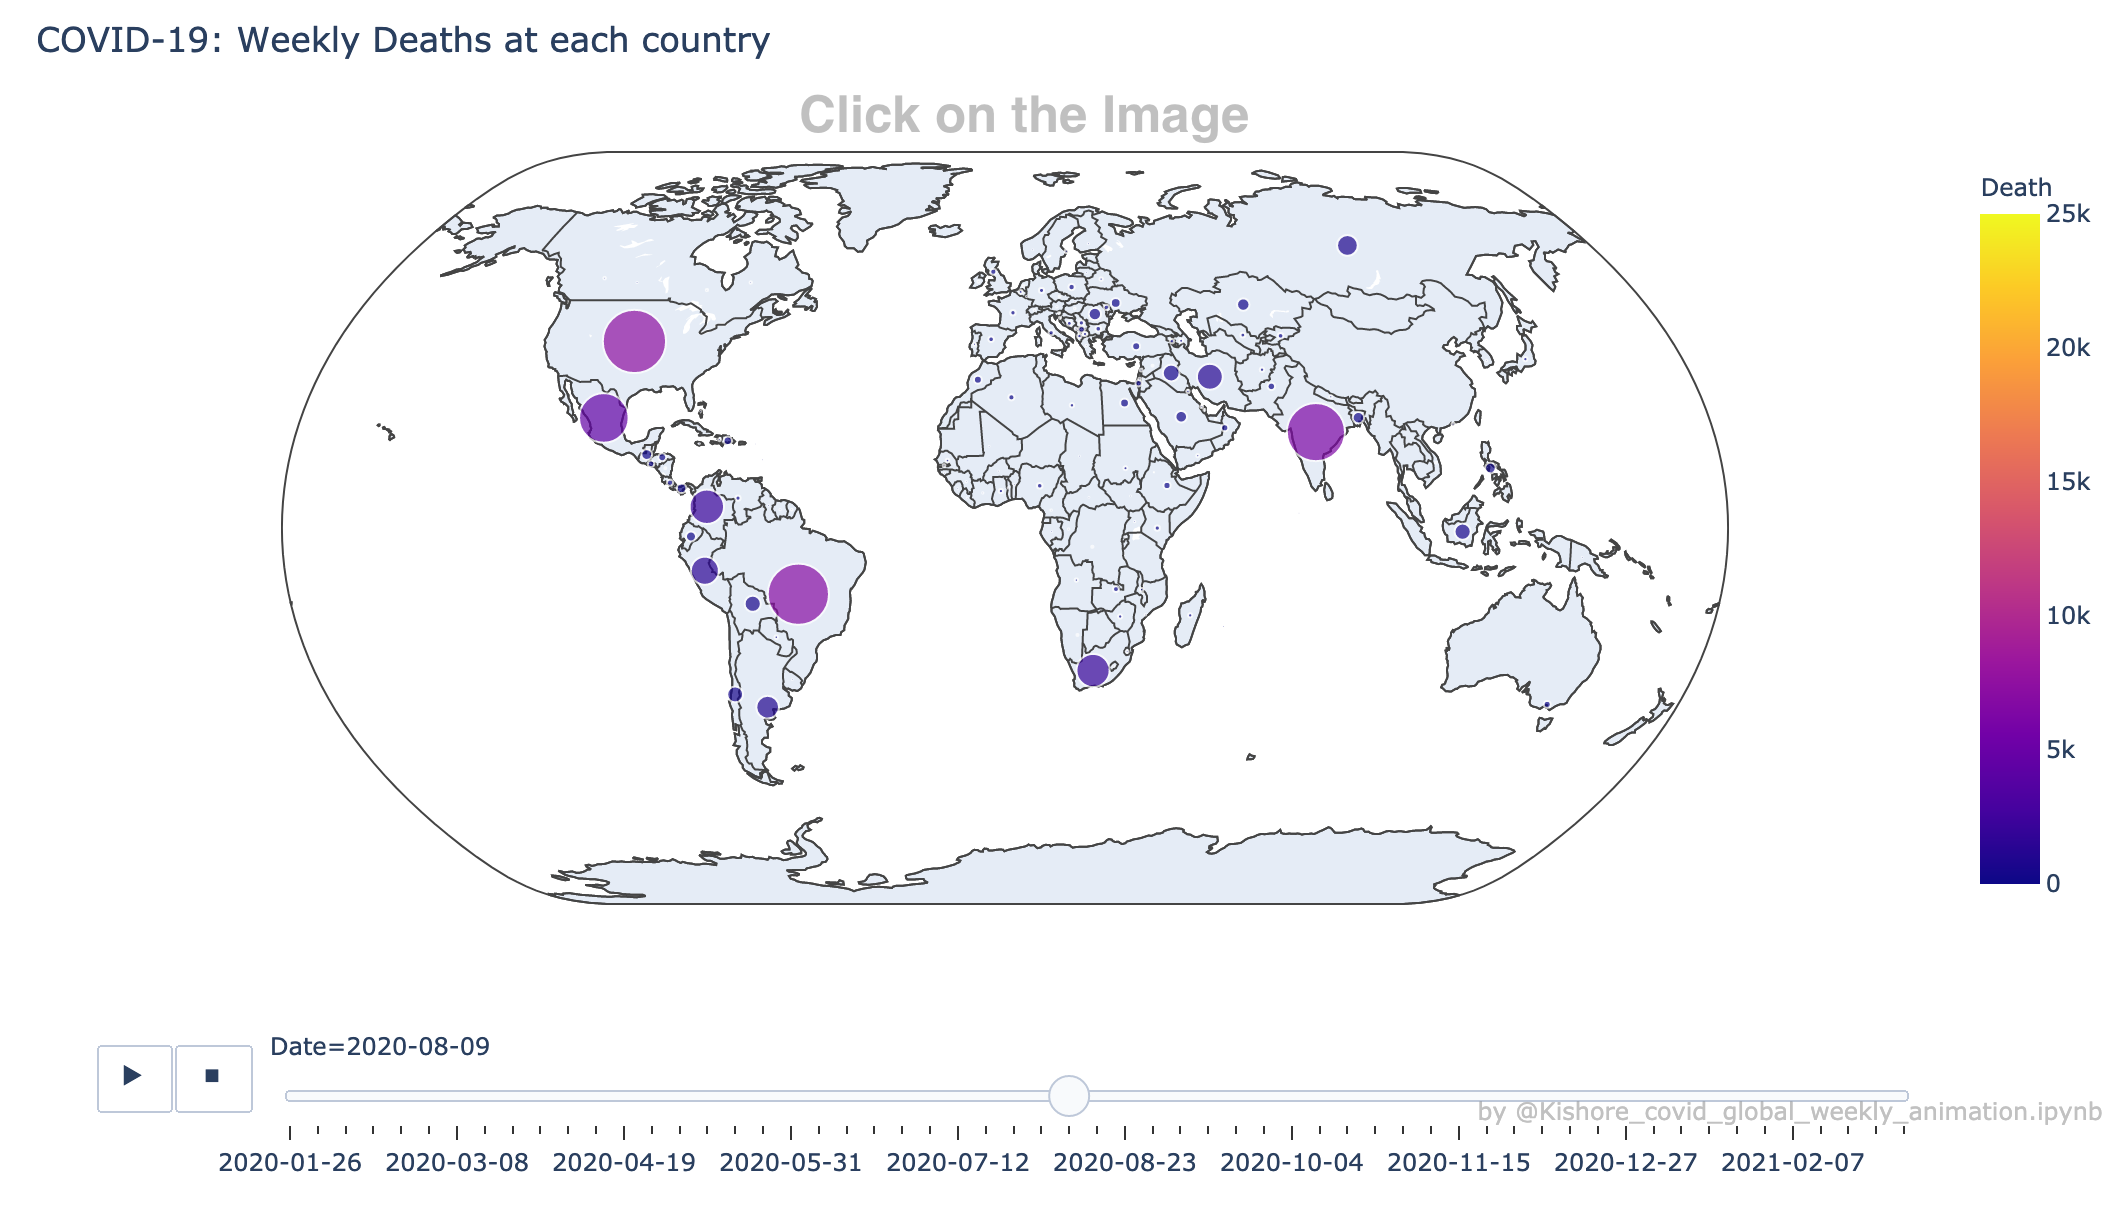 COVID-19: Weekly Deaths at each country
Click on the Image
Death
25k
20k
15k
10k
5k
0
Date=2020-08-09
by @Kishore_covid_global_weekly_animation.ipynb
2020-01-26 2020-03-08 2020-04-19 2020-05-31 2020-07-12 2020-08-23 2020-10-04 2020-11-15 2020-12-27 2021-02-07